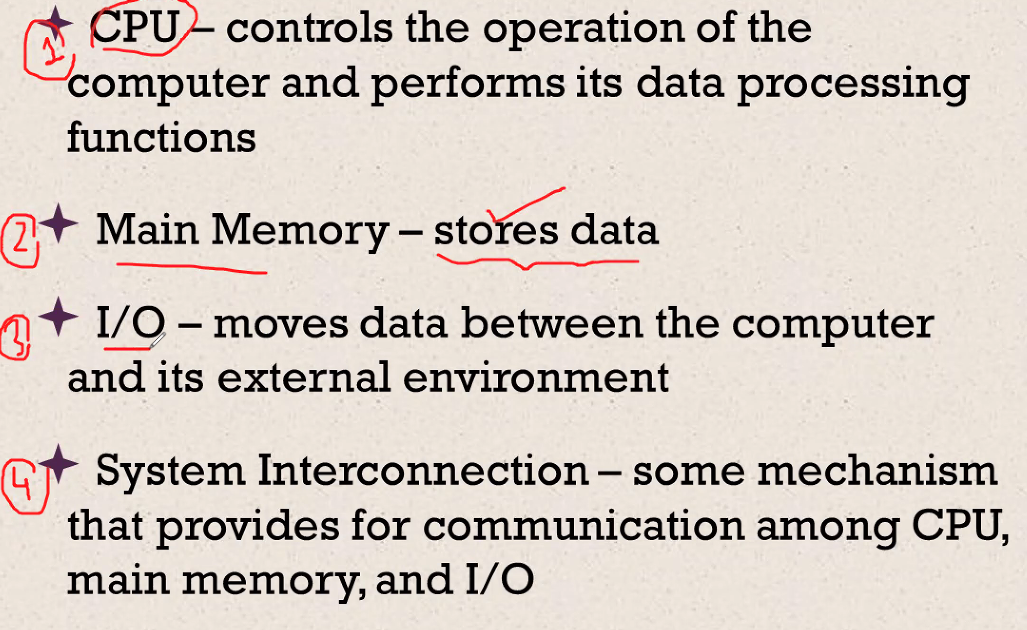 1 CPU – controls the operation of the
computer and performs its data processing
functions
2 Main Memory – stores data
3 I/O – moves data between the computer
and its external environment
4 System Interconnection – some mechanism
that provides for communication among CPU,
main memory, and I/O